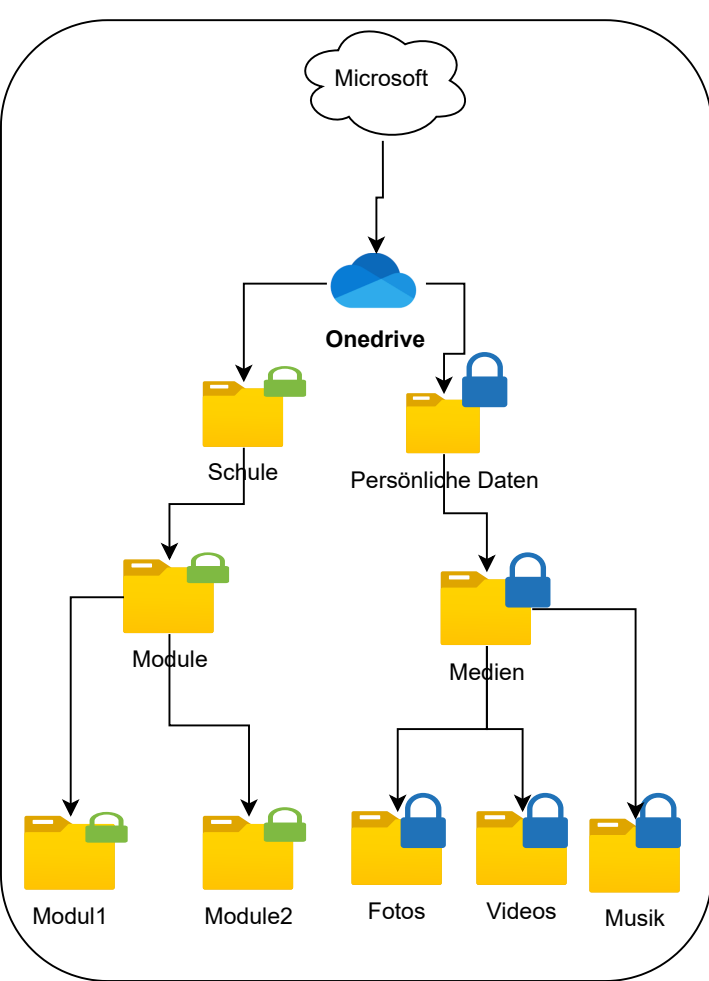 Microsoft
Onedrive
Schule
Persönliche Daten
Module
Medien
Modul1
Module2
Fotos
Videos
Musik